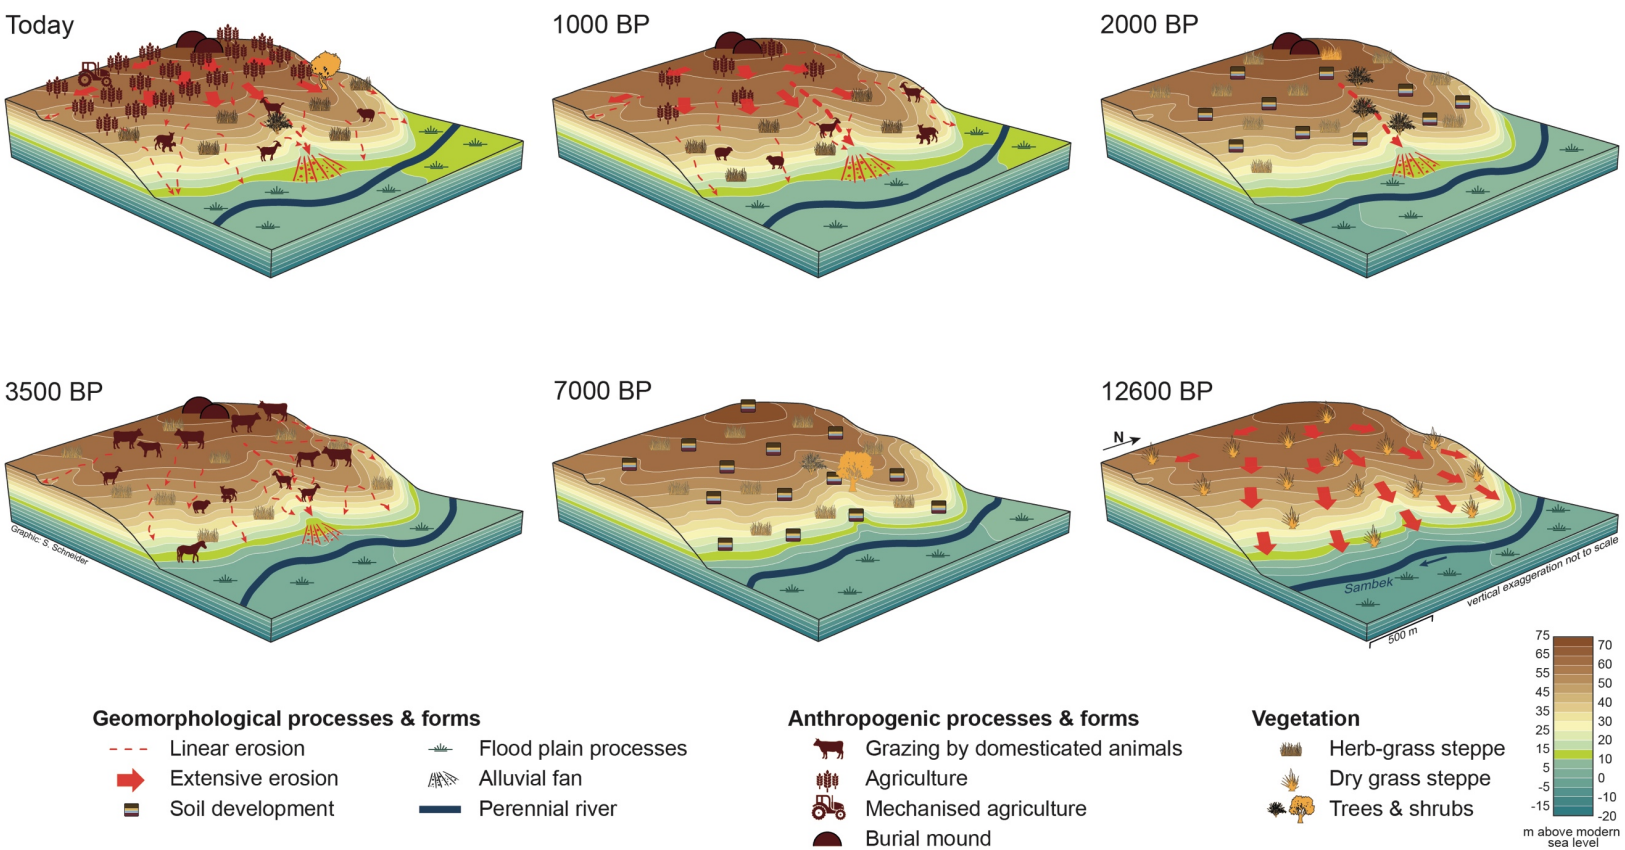 Today
1000 BP
2000 BP
3500 BP
Graphic: S. Schneider
7000 BP
12600 BP
N
Sambek
500 m
vertical exaggeration not to scale
75
65
55
45
35
25
15
5
-5
-15
70
60
50
40
30
20
10
0
-10
-20
m above modern
sea level
Geomorphological processes & forms
Linear erosion
Extensive erosion
Soil development
Flood plain processes
Alluvial fan
Perennial river
Anthropogenic processes & forms
Grazing by domesticated animals
Agriculture
Mechanised agriculture
Burial mound
Vegetation
Herb-grass steppe
Dry grass steppe
Trees & shrubs